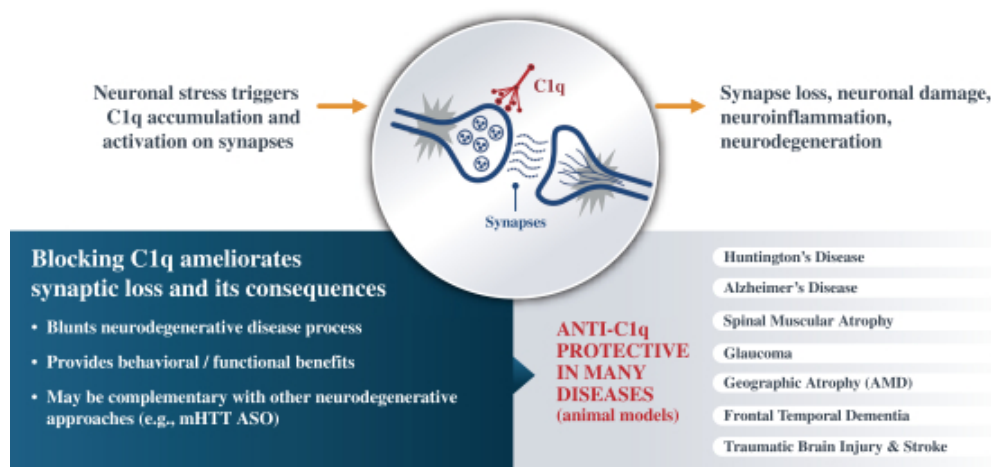 Neuronal stress triggers
C1q accumulation and
activation on synapses
C1q
Synapses
Synapse loss, neuronal damage,
neuroinflammation,
neurodegeneration
Blocking C1q ameliorates
synaptic loss and its consequences
• Blunts neurodegenerative disease process
• Provides behavioral / functional benefits
• May be complementary with other neurodegenerative
approaches (e.g., mHTT ASO)
ANTI-C1q
PROTECTIVE
IN MANY
DISEASES
(animal models)
Huntington's Disease
Alzheimer's Disease
Spinal Muscular Atrophy
Glaucoma
Geographic Atrophy (AMD)
Frontal Temporal Dementia
Traumatic Brain Injury & Stroke